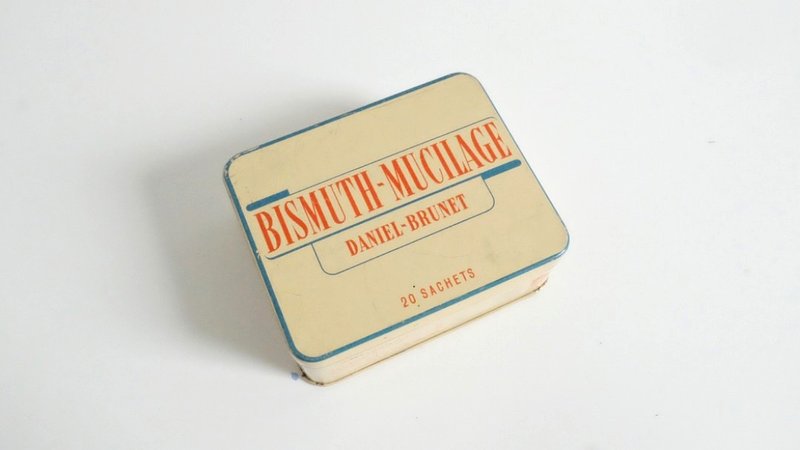 BISMUTH-MUCILAGE
DANIEL-BRUNET
20 SACHETS